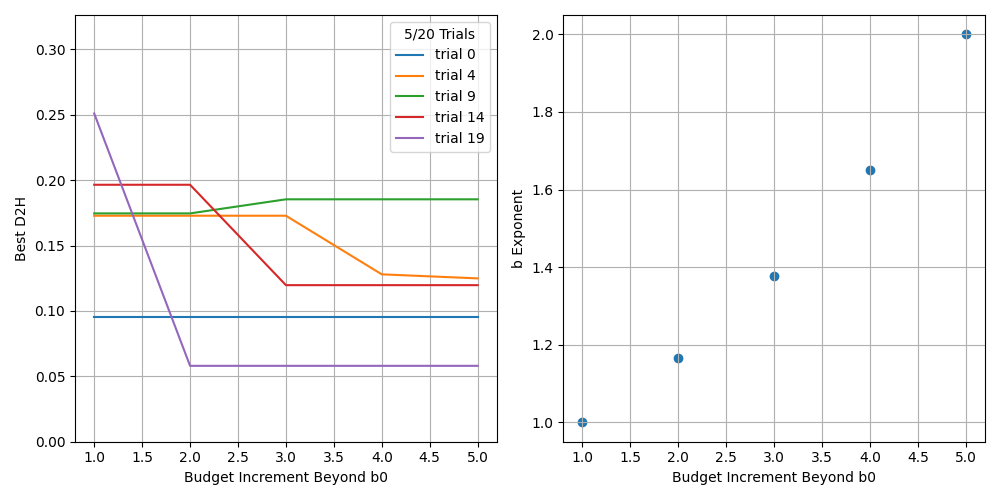 5/20 Trials
trial 0
trial 4
trial 9
trial 14
trial 19
Best D2H
0.30
0.25
0.20
0.15
0.10
0.05
0.00
1.0 1.5 2.0 2.5 3.0 3.5 4.0 4.5 5.0
Budget Increment Beyond b0
b Exponent
2.0
1.8
1.6
1.4
1.2
1.0
1.0 1.5 2.0 2.5 3.0 3.5 4.0 4.5 5.0
Budget Increment Beyond b0